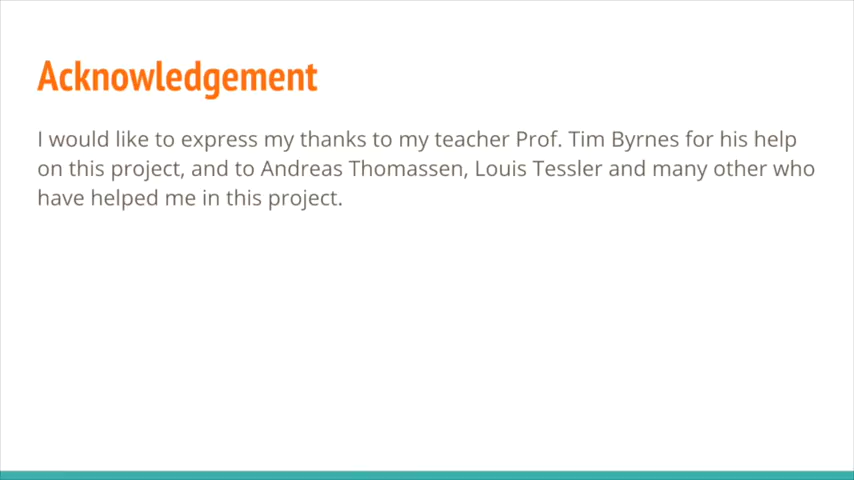 Acknowledgement
I would like to express my thanks to my teacher Prof. Tim Byrnes for his help
on this project, and to Andreas Thomassen, Louis Tessler and many other who
have helped me in this project.